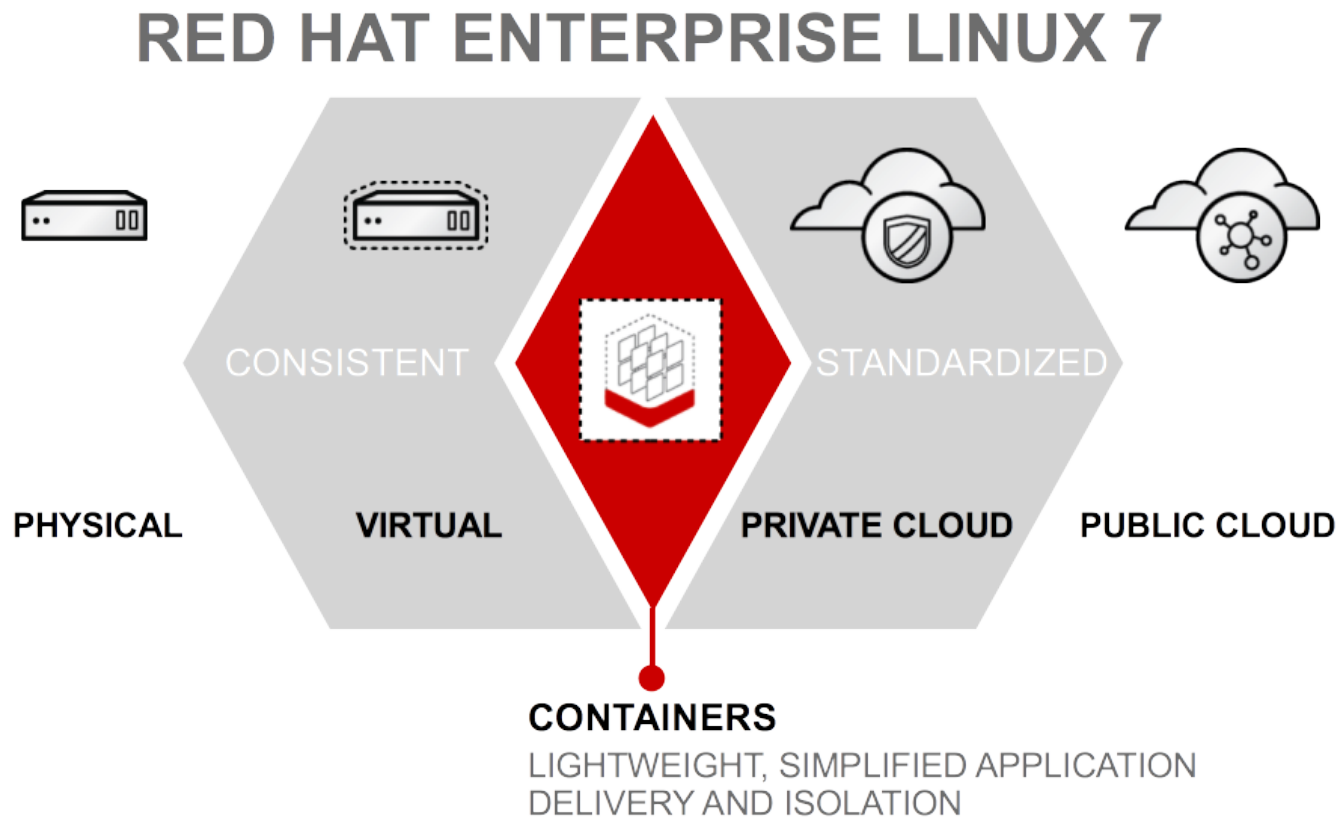 RED HAT ENTERPRISE LINUX 7
CONSISTENT
STANDARDIZED
PHYSICAL
VIRTUAL
PRIVATE CLOUD
PUBLIC CLOUD
CONTAINERS
LIGHTWEIGHT, SIMPLIFIED APPLICATION
DELIVERY AND ISOLATION